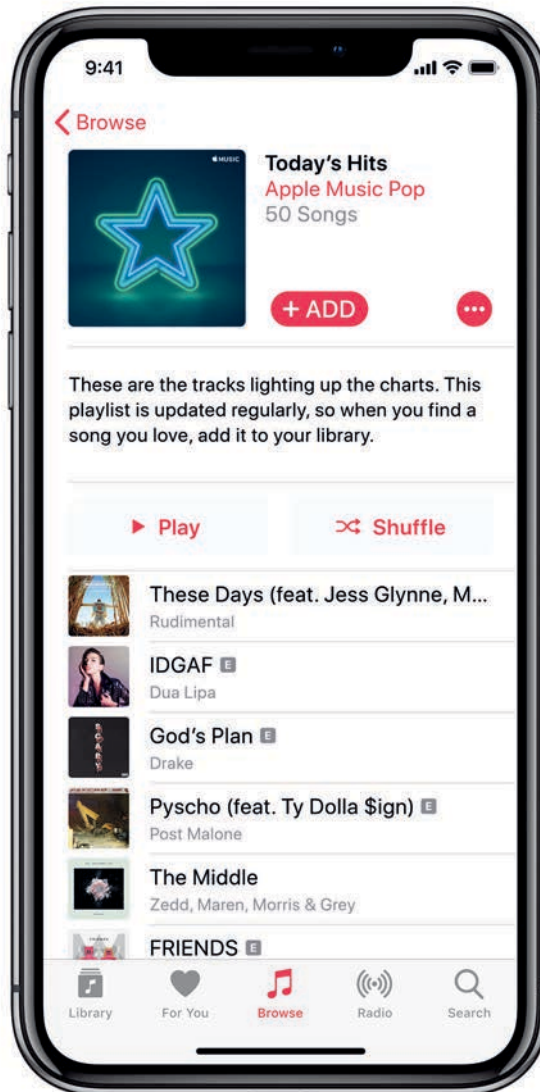 9:41
Browse
MUSIC
Today's Hits
Apple Music Pop
50 Songs
+ ADD
These are the tracks lighting up the charts. This
playlist is updated regularly, so when you find a
song you love, add it to your library.
Play
Shuffle
These Days (feat. Jess Glynne, M...
Rudimental
IDGAF E
Dua Lipa
God's Plan E
Drake
Pyscho (feat. Ty Dolla $ign) E
Post Malone
The Middle
Zedd, Maren, Morris & Grey
FRIENDS E
Library
For You
Browse
Radio
Search